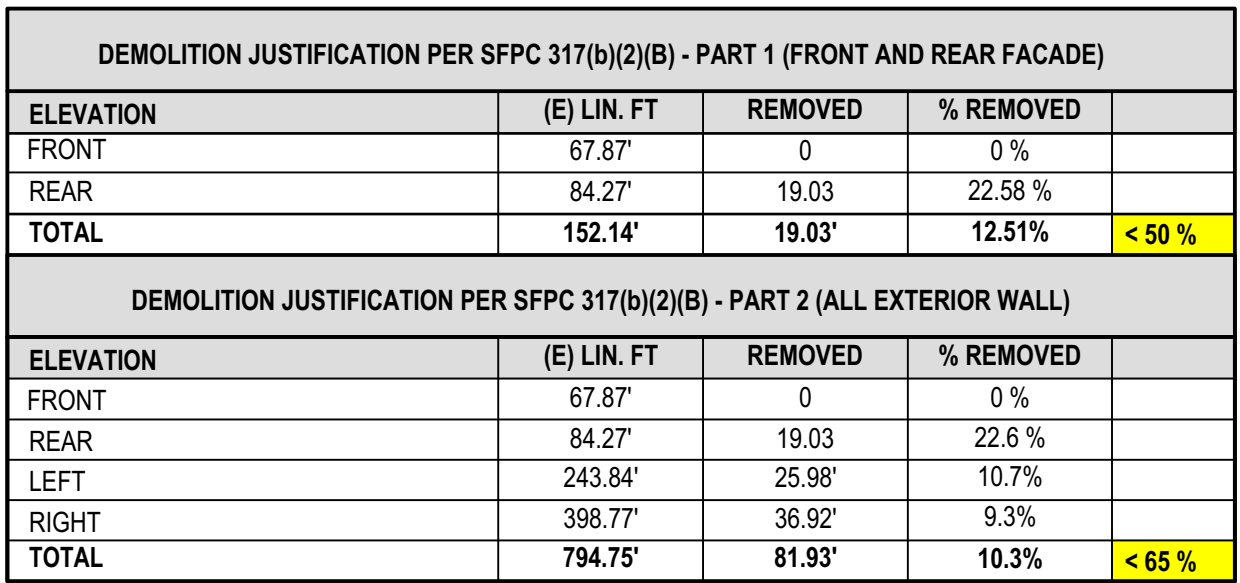 DEMOLITION JUSTIFICATION PER SFPC 317(b)(2)(B) - PART 1 (FRONT AND REAR FACADE)
ELEVATION (E) LIN. FT REMOVED % REMOVED
FRONT 67.87' 0 0 %
REAR 84.27' 19.03 22.58 %
TOTAL 152.14' 19.03' 12.51% < 50 %
DEMOLITION JUSTIFICATION PER SFPC 317(b)(2)(B) - PART 2 (ALL EXTERIOR WALL)
ELEVATION (E) LIN. FT REMOVED % REMOVED
FRONT 67.87' 0 0 %
REAR 84.27' 19.03 22.6 %
LEFT 243.84' 25.98' 10.7%
RIGHT 398.77' 36.92' 9.3%
TOTAL 794.75' 81.93' 10.3% < 65 %